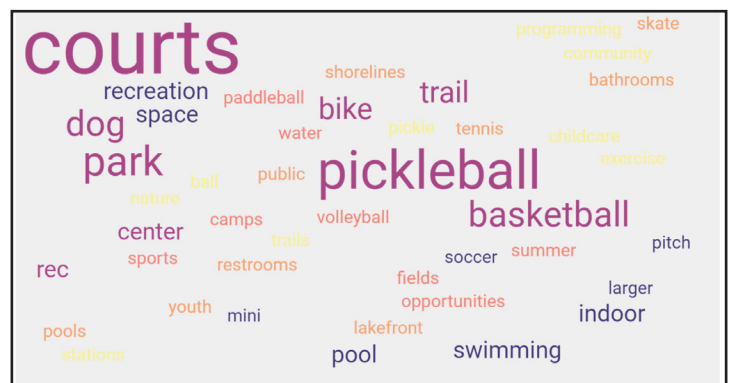 courts
programming
skate
community
shorelines
bathrooms
recreation
paddleball
bike
trail
space
dog
water
pickle
tennis
childcare
park
exercise
public
pickleball
ball
nature
camps
volleyball
basketball
center
trails
pitch
sports
restrooms
soccer
summer
rec
fields
larger
opportunities
youth
mini
indoor
pools
lakefront
stations
pool
swimming